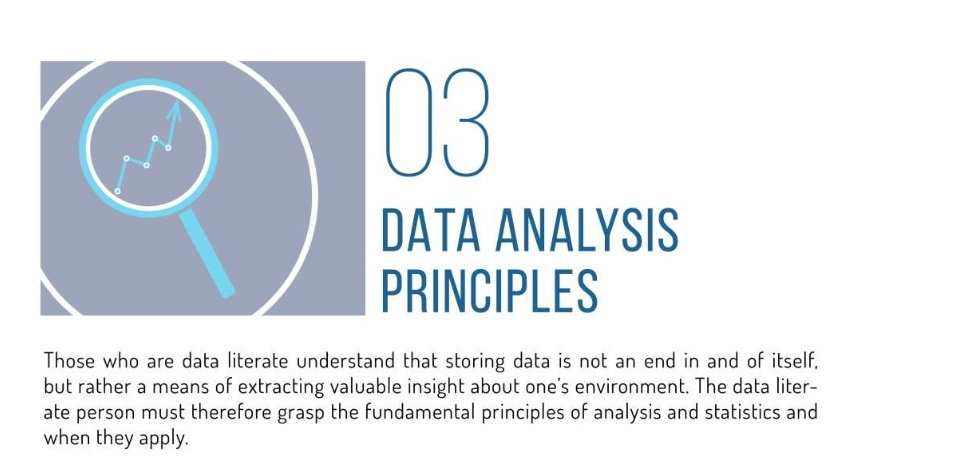 03
DATA ANALYSIS
PRINCIPLES
Those who are data literate understand that storing data is not an end in and of itself,
but rather a means of extracting valuable insight about one's environment. The data liter-
ate person must therefore grasp the fundamental principles of analysis and statistics and
when they apply.